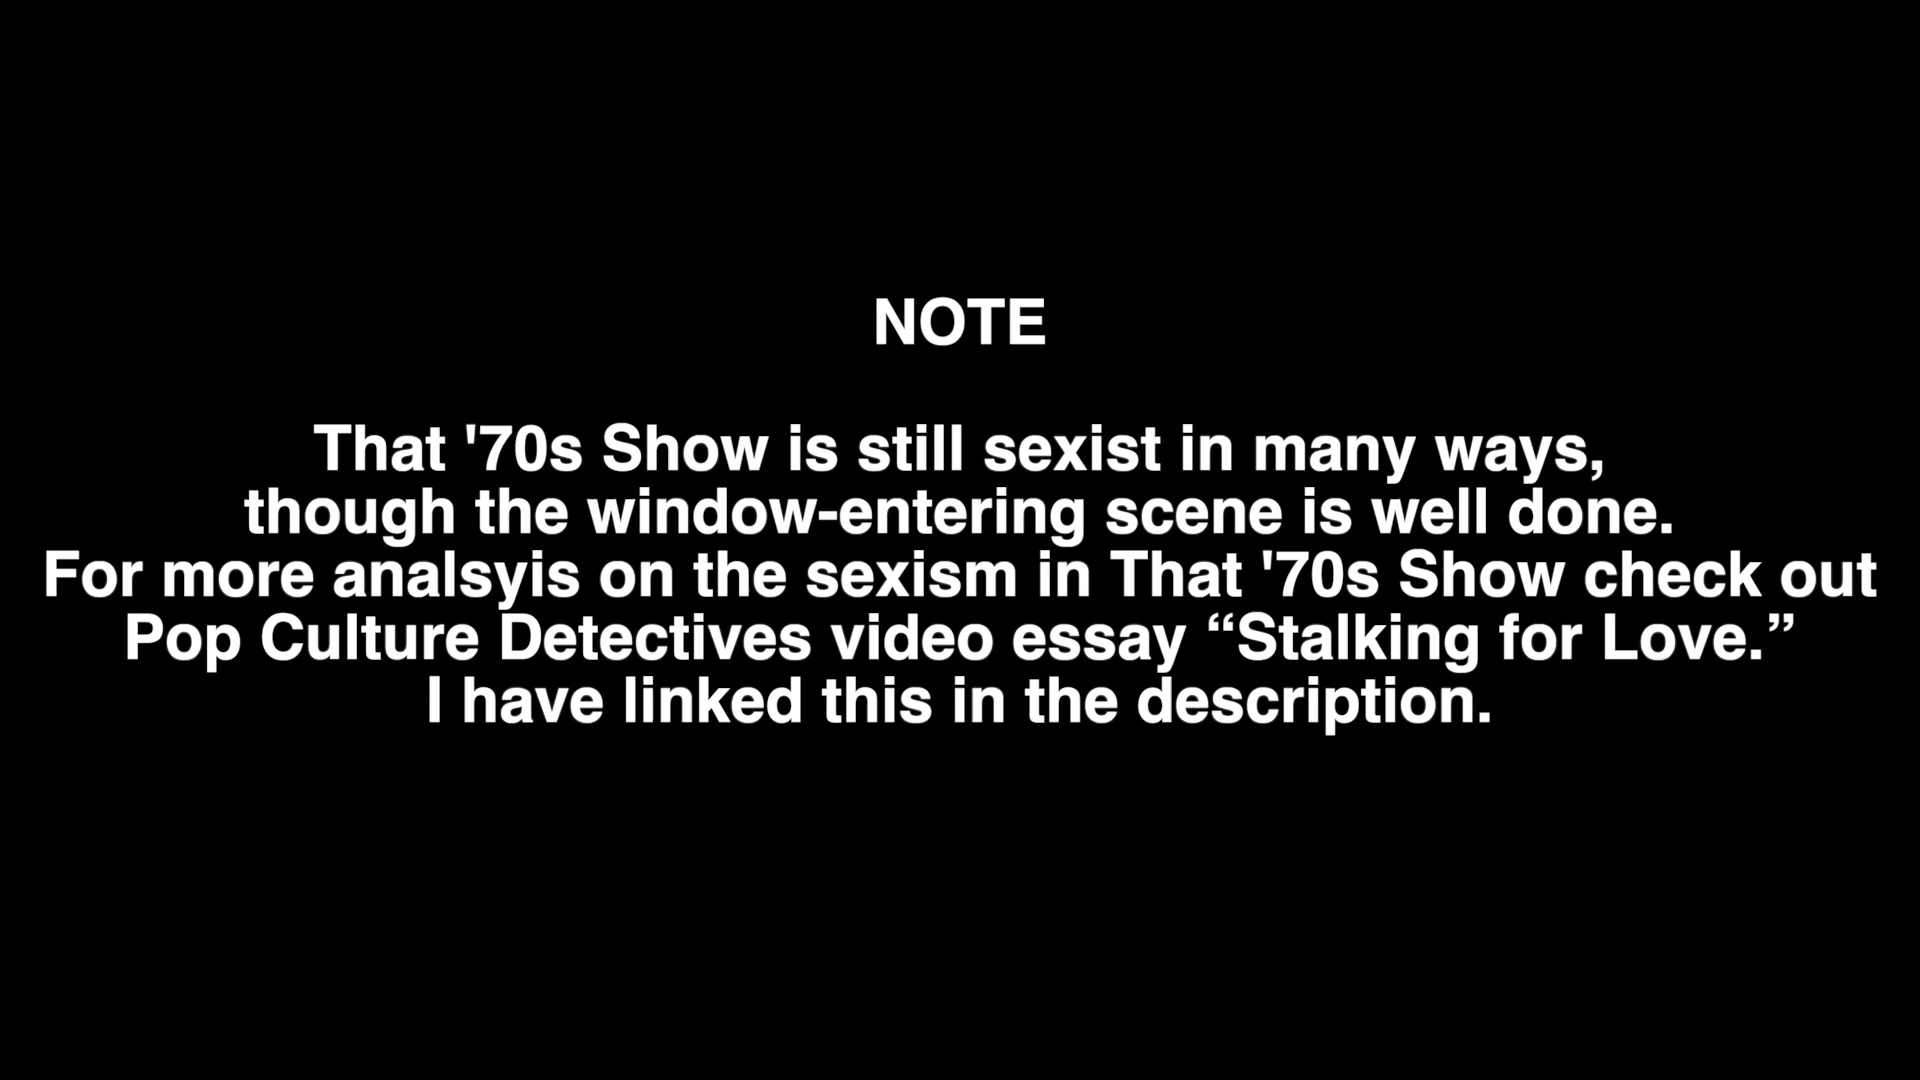 NOTE
That '70s Show is still sexist in many ways,
though the window-entering scene is well done.
For more analsyis on the sexism in That '70s Show check out
Pop Culture Detectives video essay “Stalking for Love.”
I have linked this in the description.